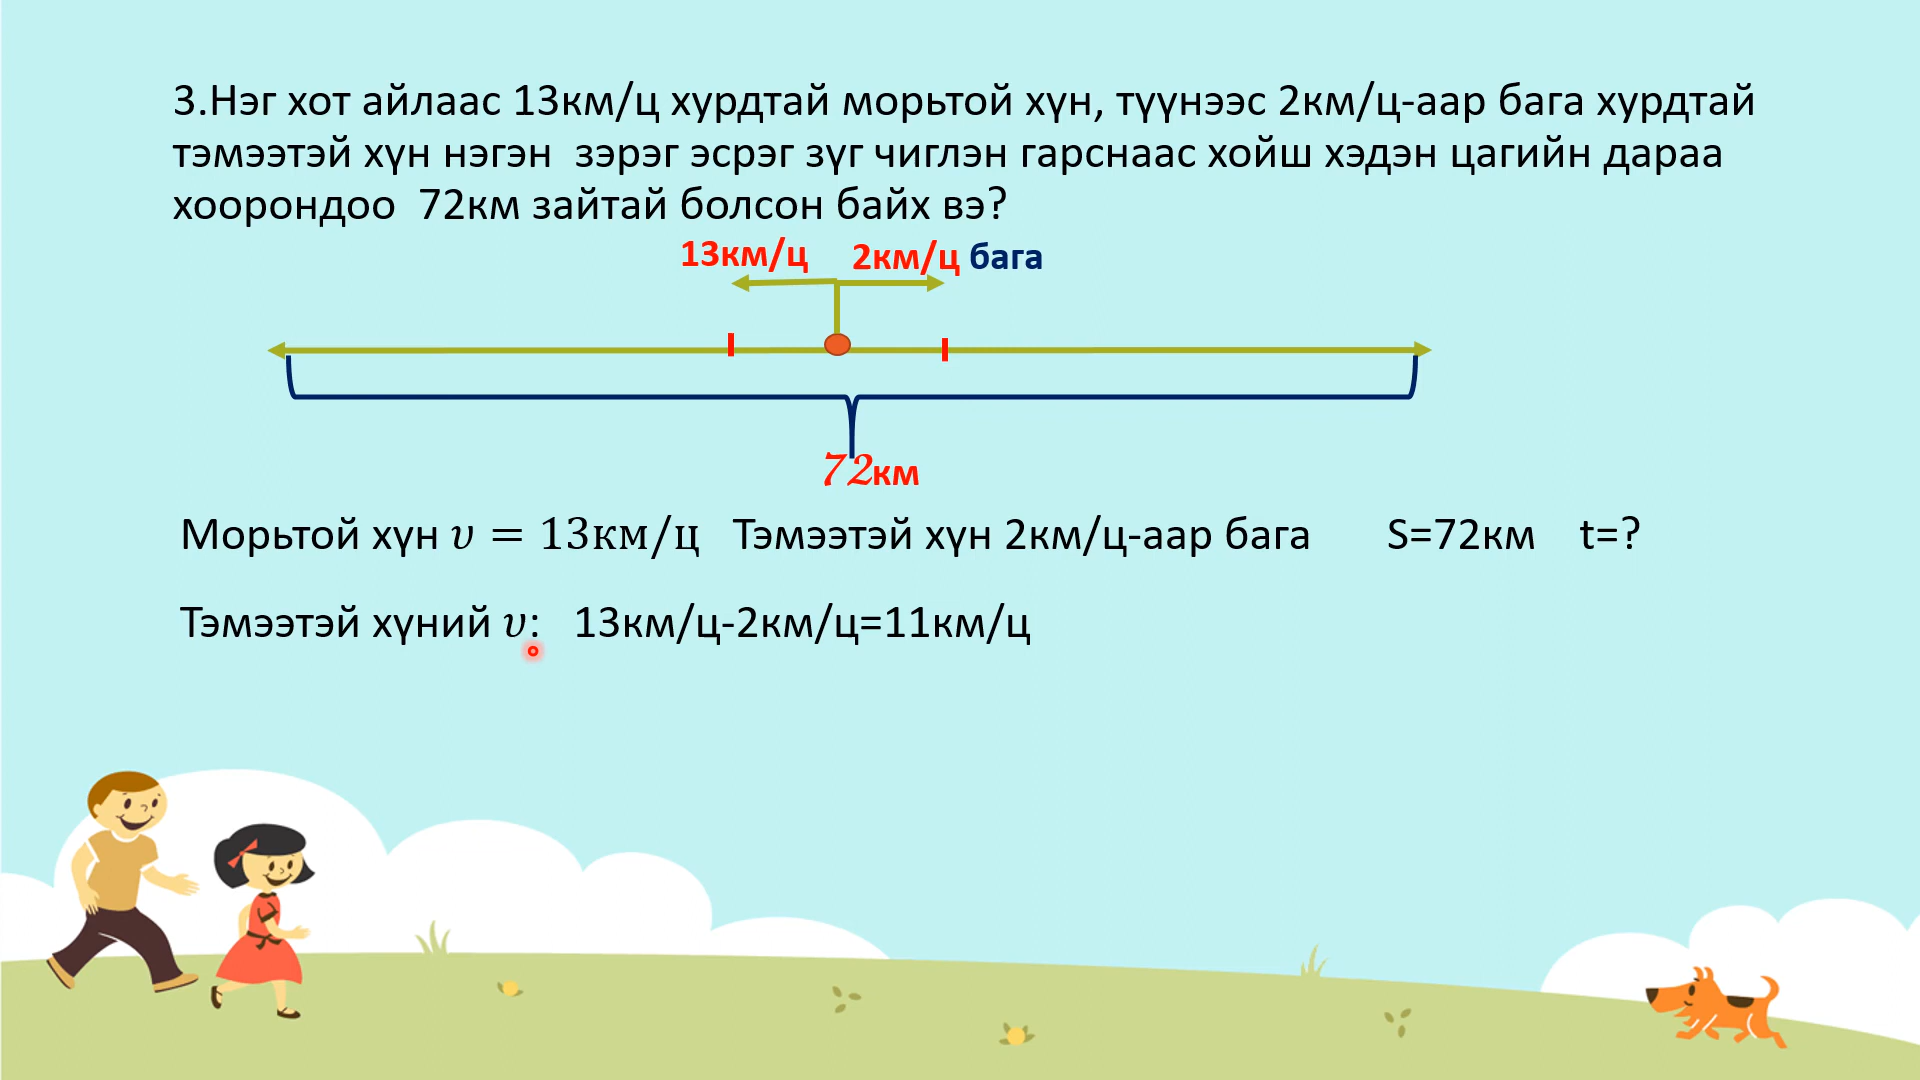 3.Нэг хот айлаас 13км/ц хурдтай морьтой хүн, түүнээс 2км/ц-аар бага хурдтай
тэмээтэй хүн нэгэн зэрэг эсрэг зүг чиглэн гарснаас хойш хэдэн цагийн дараа
хоорондоо 72км зайтай болсон байх вэ?
13км/ц 2км/ц бага
72км
Морьтой хүн 𝜐 = 13км/ц Тэмээтэй хүн 2км/ц-аар бага S=72км t=?
Тэмээтэй хүний 𝜐: 13км/ц-2км/ц=11км/ц